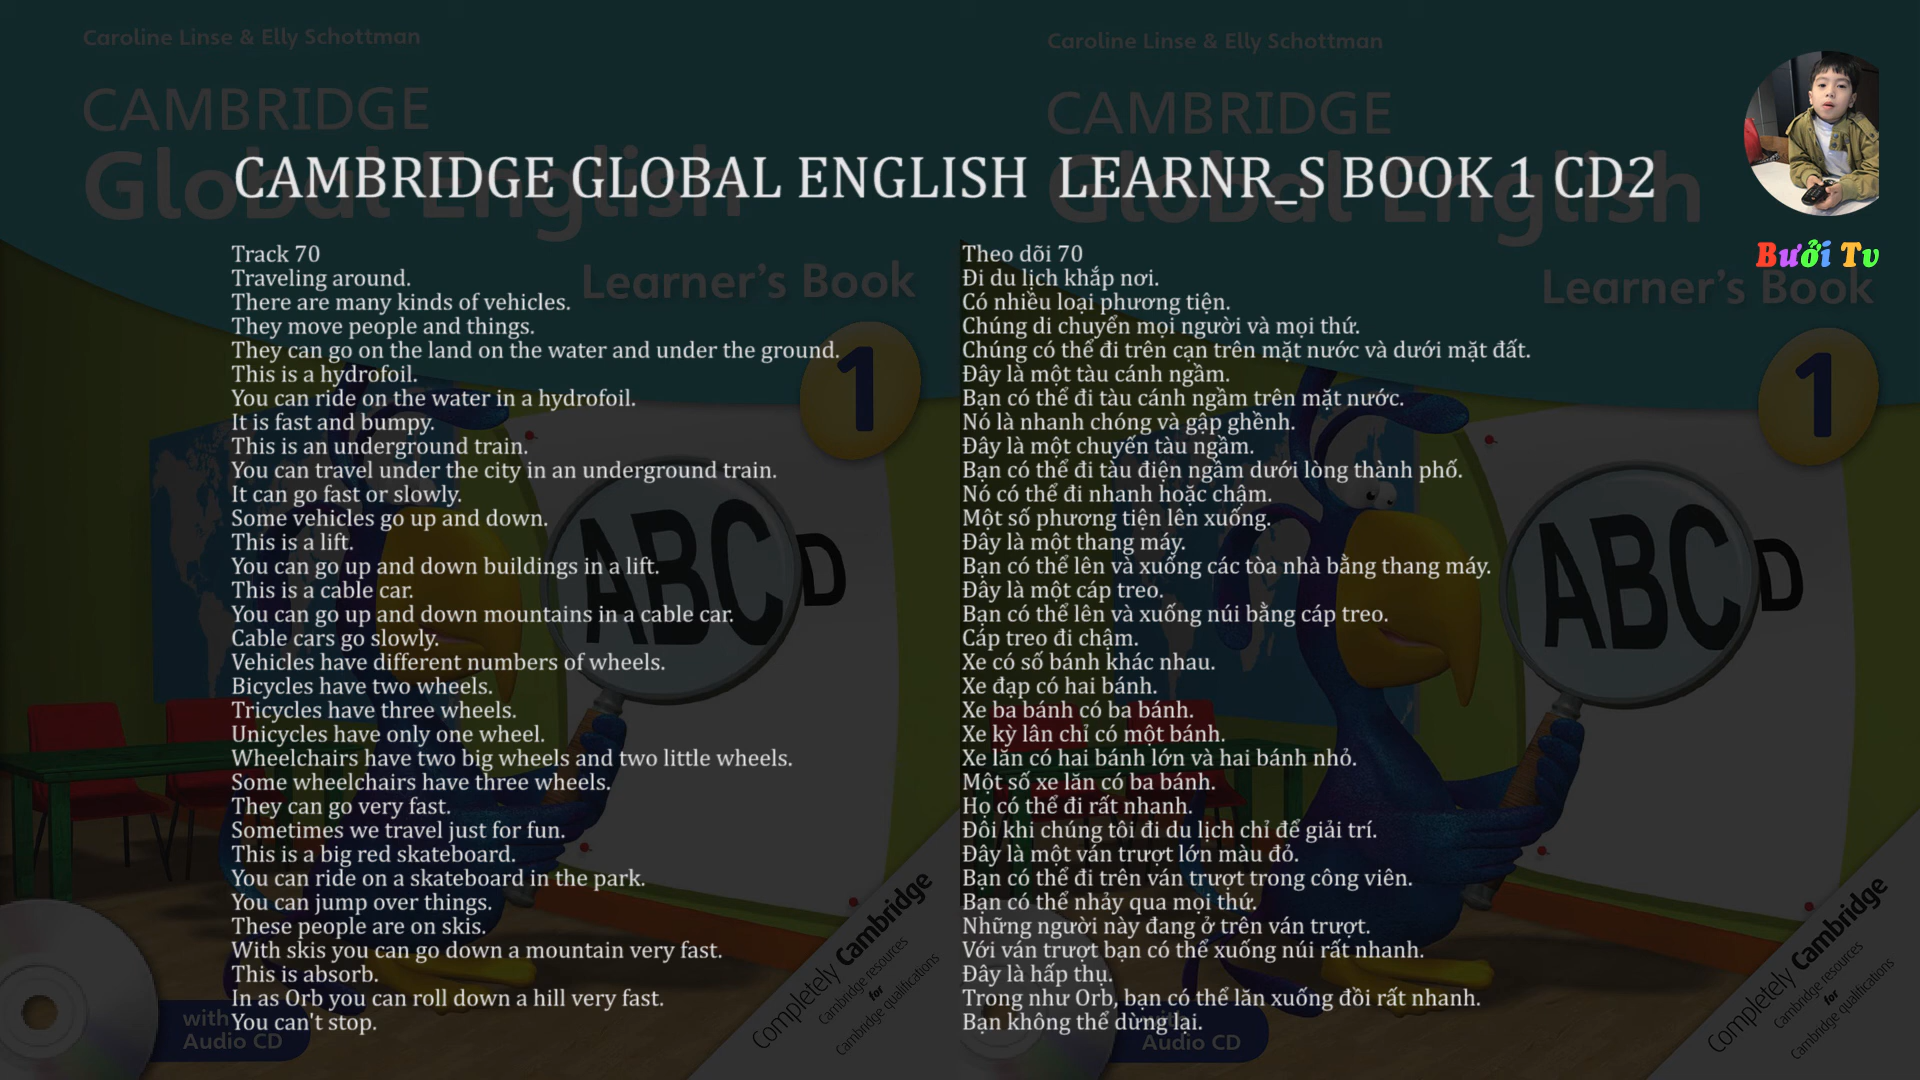 Caroline Linse & Elly Schottman
CAMBRIDGE
Global English
Learner's Book
1
Caroline Linse & Elly Schottman
CAMBRIDGE
Global English
Learner's Book
1
Bưởi Tv
CAMBRIDGE GLOBAL ENGLISH LEARNR_S BOOK 1 CD2
Track 70
Traveling around.
There are many kinds of vehicles.
They move people and things.
They can go on the land on the water and under the ground.
This is a hydrofoil.
You can ride on the water in a hydrofoil.
It is fast and bumpy.
This is an underground train.
You can travel under the city in an underground train.
It can go fast or slowly.
Some vehicles go up and down.
This is a lift.
You can go up and down buildings in a lift.
This is a cable car.
You can go up and down mountains in a cable car.
Cable cars go slowly.
Vehicles have different numbers of wheels.
Bicycles have two wheels.
Tricycles have three wheels.
Unicycles have only one wheel.
Wheelchairs have two big wheels and two little wheels.
Some wheelchairs have three wheels.
They can go very fast.
Sometimes we travel just for fun.
This is a big red skateboard.
You can ride on a skateboard in the park.
You can jump over things.
These people are on skis.
With skis you can go down a mountain very fast.
This is absorb.
In as Orb you can roll down a hill very fast.
You can't stop.
Theo dõi 70
Đi du lịch khắp nơi.
Có nhiều loại phương tiện.
Chúng di chuyển mọi người và mọi thứ.
Chúng có thể đi trên cạn trên mặt nước và dưới mặt đất.
Đây là một tàu cánh ngầm.
Bạn có thể đi tàu cánh ngầm trên mặt nước.
Nó là nhanh chóng và gập ghềnh.
Đây là một chuyến tàu ngầm.
Bạn có thể đi tàu điện ngầm dưới lòng thành phố.
Nó có thể đi nhanh hoặc chậm.
Một số phương tiện lên xuống.
Đây là một thang máy.
Bạn có thể lên và xuống các tòa nhà bằng thang máy.
Đây là một cáp treo.
Bạn có thể lên và xuống núi bằng cáp treo.
Cáp treo đi chậm.
Xe có số bánh khác nhau.
Xe đạp có hai bánh.
Xe ba bánh có ba bánh.
Xe kỳ lân chỉ có một bánh.
Xe lăn có hai bánh lớn và hai bánh nhỏ.
Một số xe lăn có ba bánh.
Họ có thể đi rất nhanh.
Đôi khi chúng tôi đi du lịch chỉ để giải trí.
Đây là một ván trượt lớn màu đỏ.
Bạn có thể đi trên ván trượt trong công viên.
Bạn có thể nhảy qua mọi thứ.
Những người này đang ở trên ván trượt.
Với ván trượt bạn có thể xuống núi rất nhanh.
Đây là hấp thụ.
Trong như Orb, bạn có thể lăn xuống đồi rất nhanh.
Bạn không thể dừng lại.
ABC
D
ABC
D
with
Audio CD
Completely Cambridge
Cambridge resources
for
Cambridge qualifications
Audio CD
Completely Cambridge
Cambridge resources
for
Cambridge qualifications